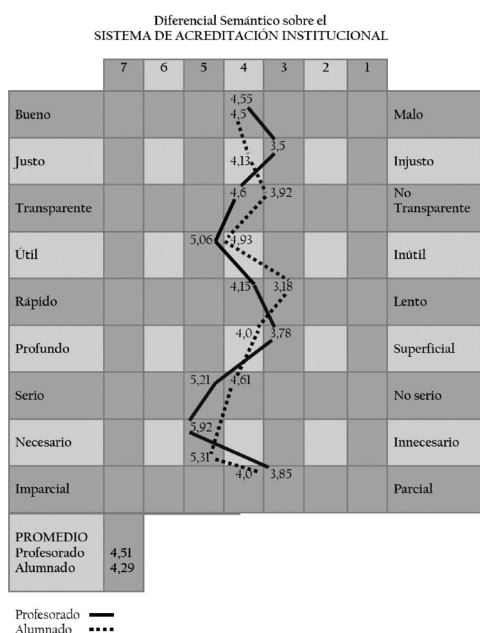 Diferencial Semántico sobre el
SISTEMA DE ACREDITACIÓN INSTITUCIONAL
7 6 5 4 3 2 1
4,55
Bueno 4,5 Malo
3,5
Justo 4,13 Injusto
4,6 3,92 No
Transparente Transparente
5,06 4,93
Útil Inútil
4,15 3,18
Rápido Lento
4,0 3,78
Profundo Superficial
5,21 4,61
Serio No serio
5,92
Necesario Innecesario
5,31
4,0 3,85
Imparcial Parcial
PROMEDIO
Profesorado 4,51
Alumnado 4,29
Profesorado
Alumnado